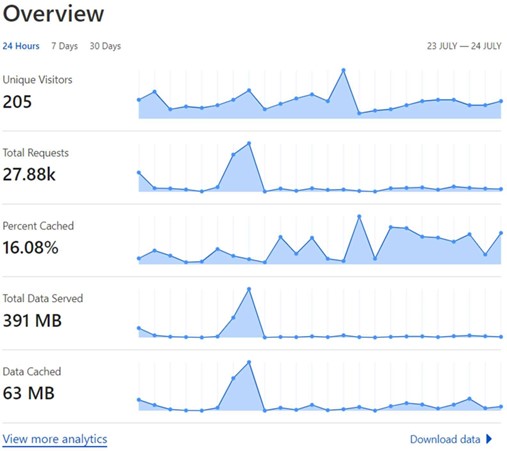 Overview
24 Hours 7 Days 30 Days 23 JULY — 24 JULY
Unique Visitors
205
Total Requests
27.88k
Percent Cached
16.08%
Total Data Served
391 MB
Data Cached
63 MB
View more analytics Download data